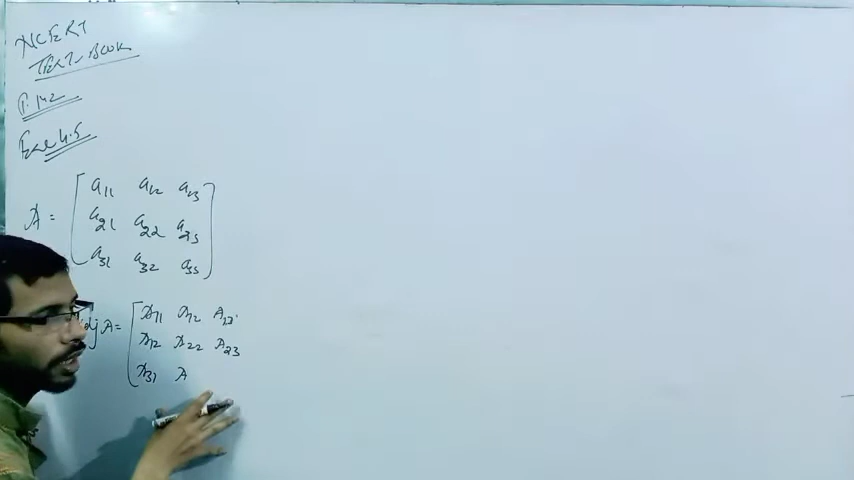 NCERT
TEXT-BOOK
P.142
Exe 4.5
A = [ a11 a12 a13
a21 a22 a23
a31 a32 a33 ]
dj A = [ A11 A12 A13
A12 A22 A23
A31 A